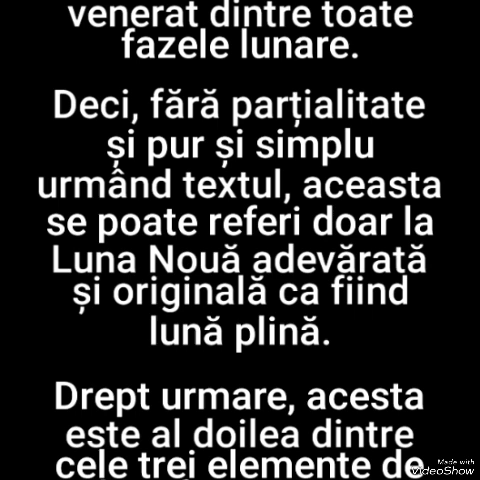 venerat dintre toate
fazele lunare.
Deci, fără parțialitate
și pur și simplu
urmând textul, aceasta
se poate referi doar la
Luna Nouă adevărată
și originală ca fiind
lună plină.
Drept urmare, acesta
este al doilea dintre
cele trei elemente de
Made with
VideoShow